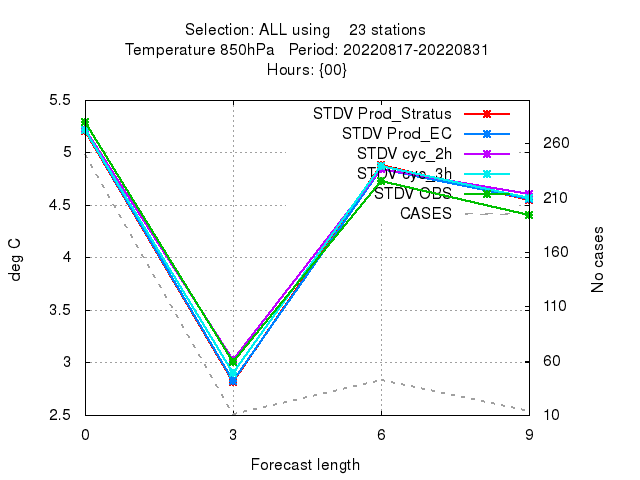 Selection: ALL using 23 stations
Temperature 850hPa Period: 20220817-20220831
Hours: {00}
5.5
5
4.5
4
3.5
3
2.5
deg C
STDV Prod_Stratus
STDV Prod_EC
STDV cyc_2h
STDV cyc_3h
STDV OBS
CASES
260
210
160
110
60
10
No cases
0 3 6 9
Forecast length